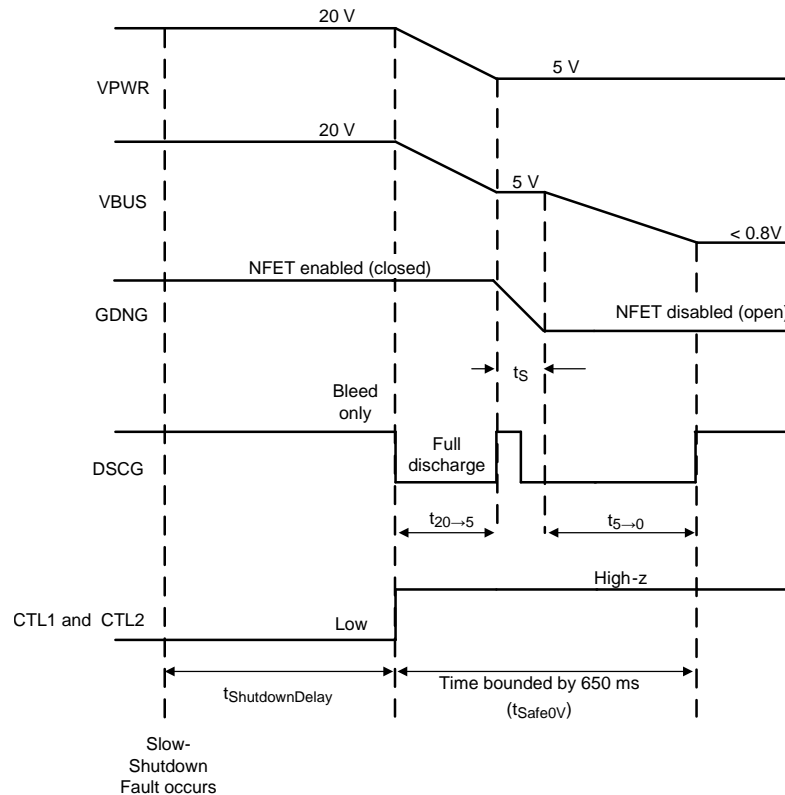 20 V
5 V
VPWR
20 V
5 V
VBUS
< 0.8V
NFET enabled (closed)
GDNG
NFET disabled (open)
tS
Bleed
only
Full
discharge
DSCG
t20→5
t5→0
High-z
CTL1 and CTL2
Low
tShutdownDelay
Time bounded by 650 ms
(tSafe0V)
Slow-
Shutdown
Fault occurs